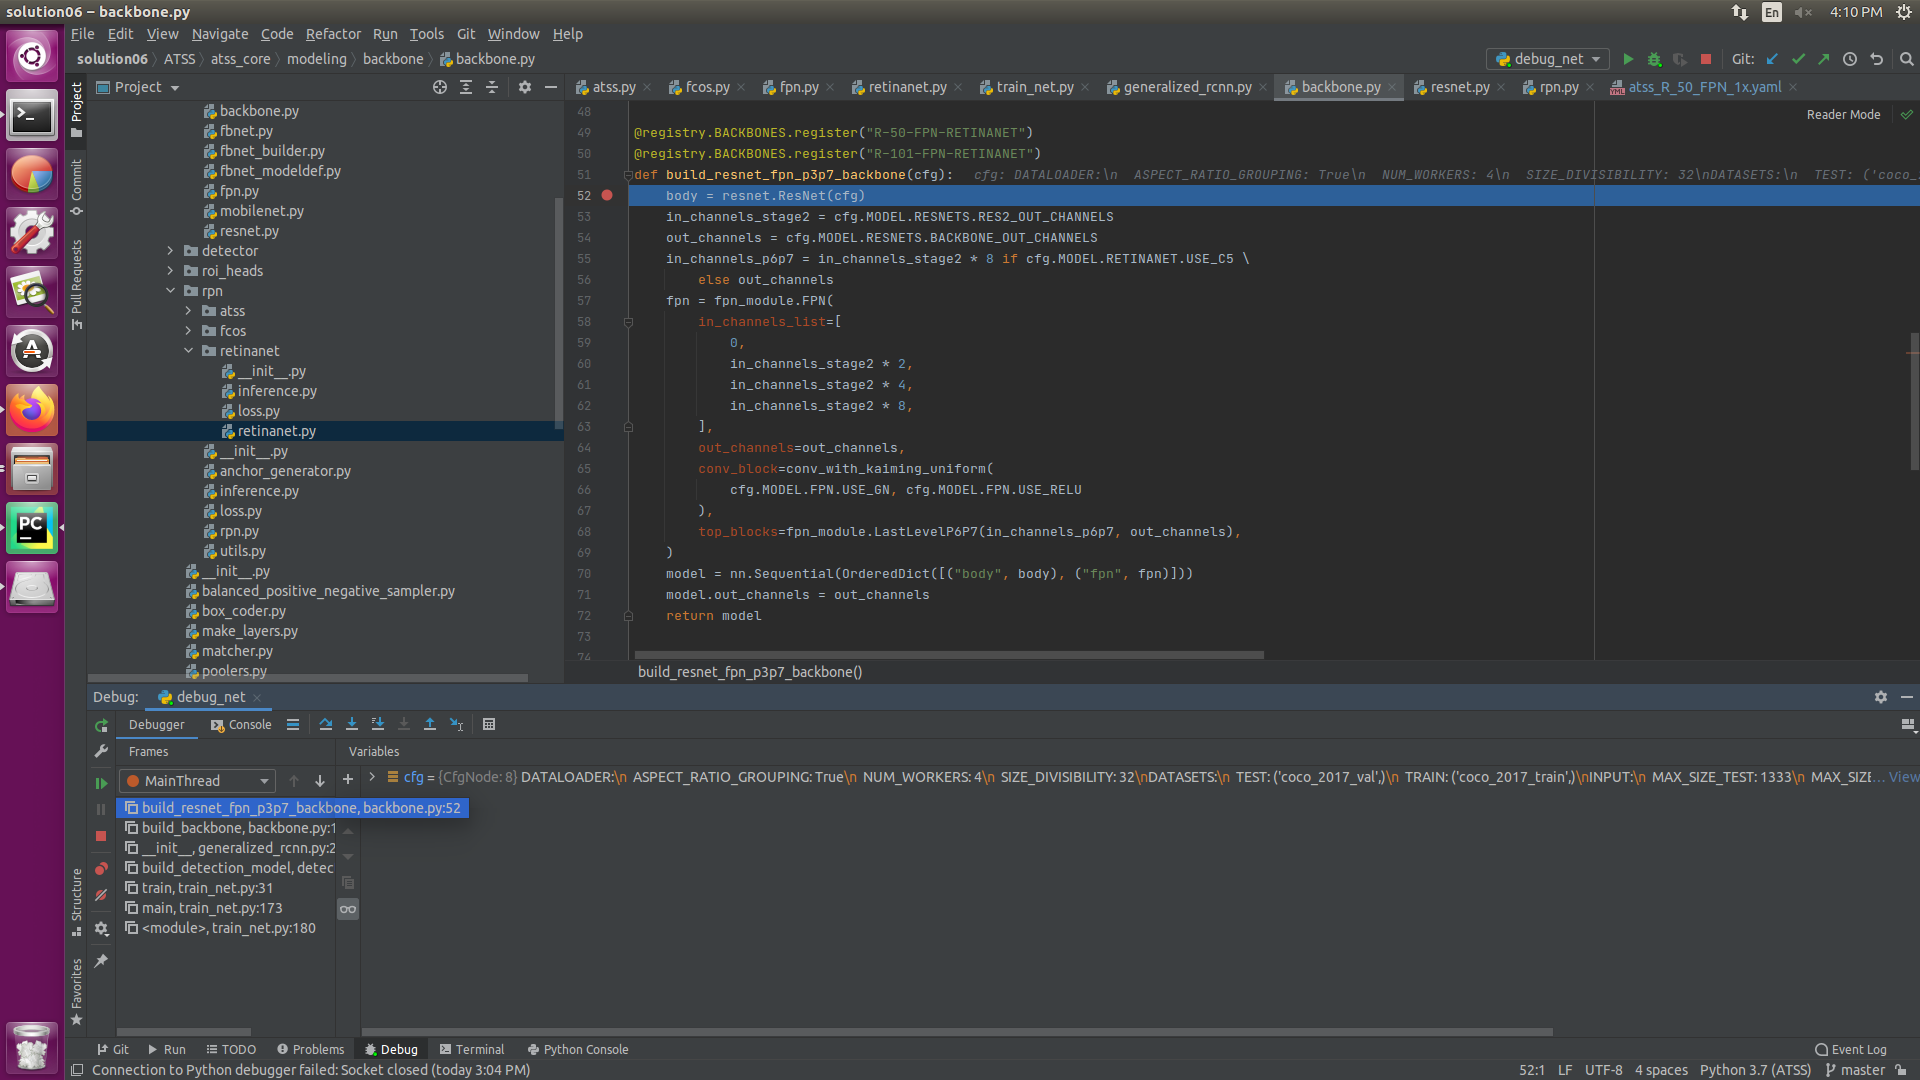 solution06 – backbone.py
En
4:10 PM
File Edit View Navigate Code Refactor Run Tools Git Window Help
solution06 ATSS atss_core modeling backbone backbone.py
debug_net
Git:
Project
atss.py fcos.py fpn.py retinanet.py train_net.py generalized_rcnn.py backbone.py resnet.py rpn.py atss_R_50_FPN_1x.yaml
Reader Mode
Project
Commit
Pull Requests
Structure
Favorites
backbone.py
fbnet.py
fbnet_builder.py
fbnet_modeldef.py
fpn.py
mobilenet.py
resnet.py
detector
roi_heads
rpn
atss
fcos
retinanet
__init__.py
inference.py
loss.py
retinanet.py
__init__.py
anchor_generator.py
inference.py
loss.py
rpn.py
utils.py
__init__.py
balanced_positive_negative_sampler.py
box_coder.py
make_layers.py
matcher.py
poolers.py
48
49 @registry.BACKBONES.register("R-50-FPN-RETINANET")
50 @registry.BACKBONES.register("R-101-FPN-RETINANET")
51 def build_resnet_fpn_p3p7_backbone(cfg): cfg: DATALOADER:\n ASPECT_RATIO_GROUPING: True\n NUM_WORKERS: 4\n SIZE_DIVISIBILITY: 32\nDATASETS:\n TEST: ('coco_
52 body = resnet.ResNet(cfg)
53 in_channels_stage2 = cfg.MODEL.RESNETS.RES2_OUT_CHANNELS
54 out_channels = cfg.MODEL.RESNETS.BACKBONE_OUT_CHANNELS
55 in_channels_p6p7 = in_channels_stage2 * 8 if cfg.MODEL.RETINANET.USE_C5 \
56 else out_channels
57 fpn = fpn_module.FPN(
58 in_channels_list=[
59 0,
60 in_channels_stage2 * 2,
61 in_channels_stage2 * 4,
62 in_channels_stage2 * 8,
63 ],
64 out_channels=out_channels,
65 conv_block=conv_with_kaiming_uniform(
66 cfg.MODEL.FPN.USE_GN, cfg.MODEL.FPN.USE_RELU
67 ),
68 top_blocks=fpn_module.LastLevelP6P7(in_channels_p6p7, out_channels),
69 )
70 model = nn.Sequential(OrderedDict([("body", body), ("fpn", fpn)]))
71 model.out_channels = out_channels
72 return model
73
74
build_resnet_fpn_p3p7_backbone()
Debug: debug_net
Debugger Console
Frames Variables
MainThread
cfg = {CfgNode: 8} DATALOADER:\n ASPECT_RATIO_GROUPING: True\n NUM_WORKERS: 4\n SIZE_DIVISIBILITY: 32\nDATASETS:\n TEST: ('coco_2017_val',)\n TRAIN: ('coco_2017_train',)\nINPUT:\n MAX_SIZE_TEST: 1333\n MAX_SIZE... View
build_resnet_fpn_p3p7_backbone, backbone.py:52
build_backbone, backbone.py:1
__init__, generalized_rcnn.py:2
build_detection_model, detec
train, train_net.py:31
main, train_net.py:173
<module>, train_net.py:180
Git Run TODO Problems Debug Terminal Python Console Event Log
Connection to Python debugger failed: Socket closed (today 3:04 PM)
52:1 LF UTF-8 4 spaces Python 3.7 (ATSS) master
PC